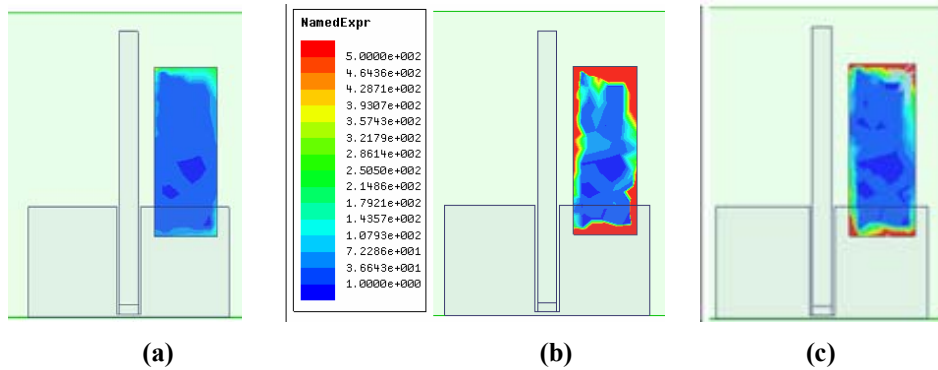 NamedExpr
5.0000e+002
4.6436e+002
4.2871e+002
3.9307e+002
3.5743e+002
3.2179e+002
2.8614e+002
2.5050e+002
2.1486e+002
1.7921e+002
1.4357e+002
1.0793e+002
7.2286e+001
3.6643e+001
1.0000e+000
(a)
(b)
(c)